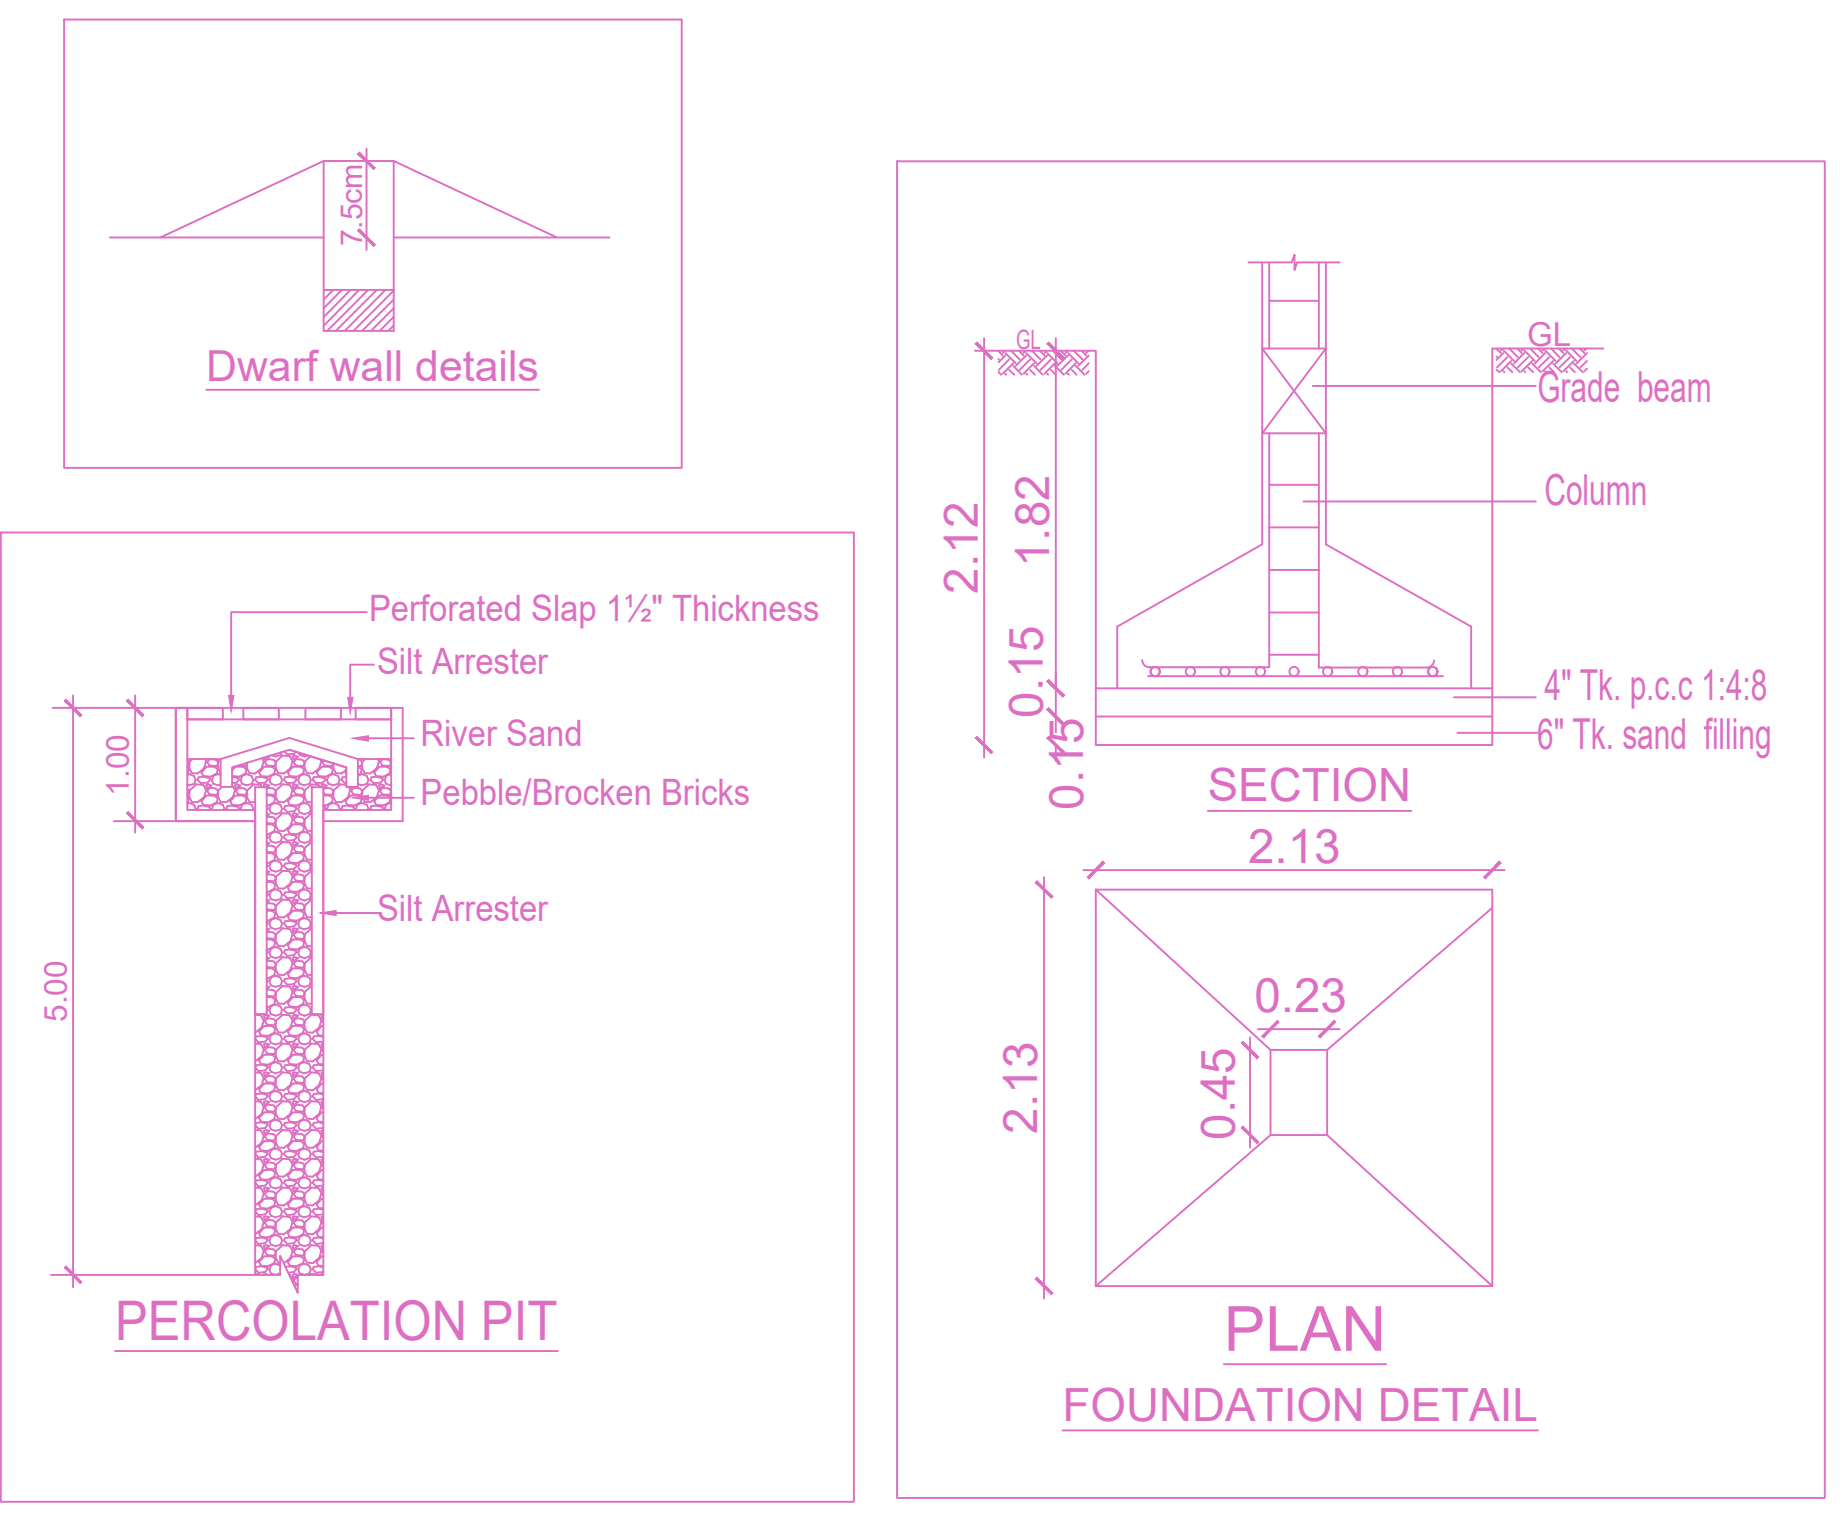 7.5cm
Dwarf wall details
Perforated Slap 1½" Thickness
Silt Arrester
River Sand
1.00
Pebble/Brocken Bricks
Silt Arrester
5.00
PERCOLATION PIT
GL
GL
Grade beam
Column
2.12
1.82
0.15
0.15
4" Tk. p.c.c 1:4:8
6" Tk. sand filling
SECTION
2.13
0.23
0.45
2.13
PLAN
FOUNDATION DETAIL